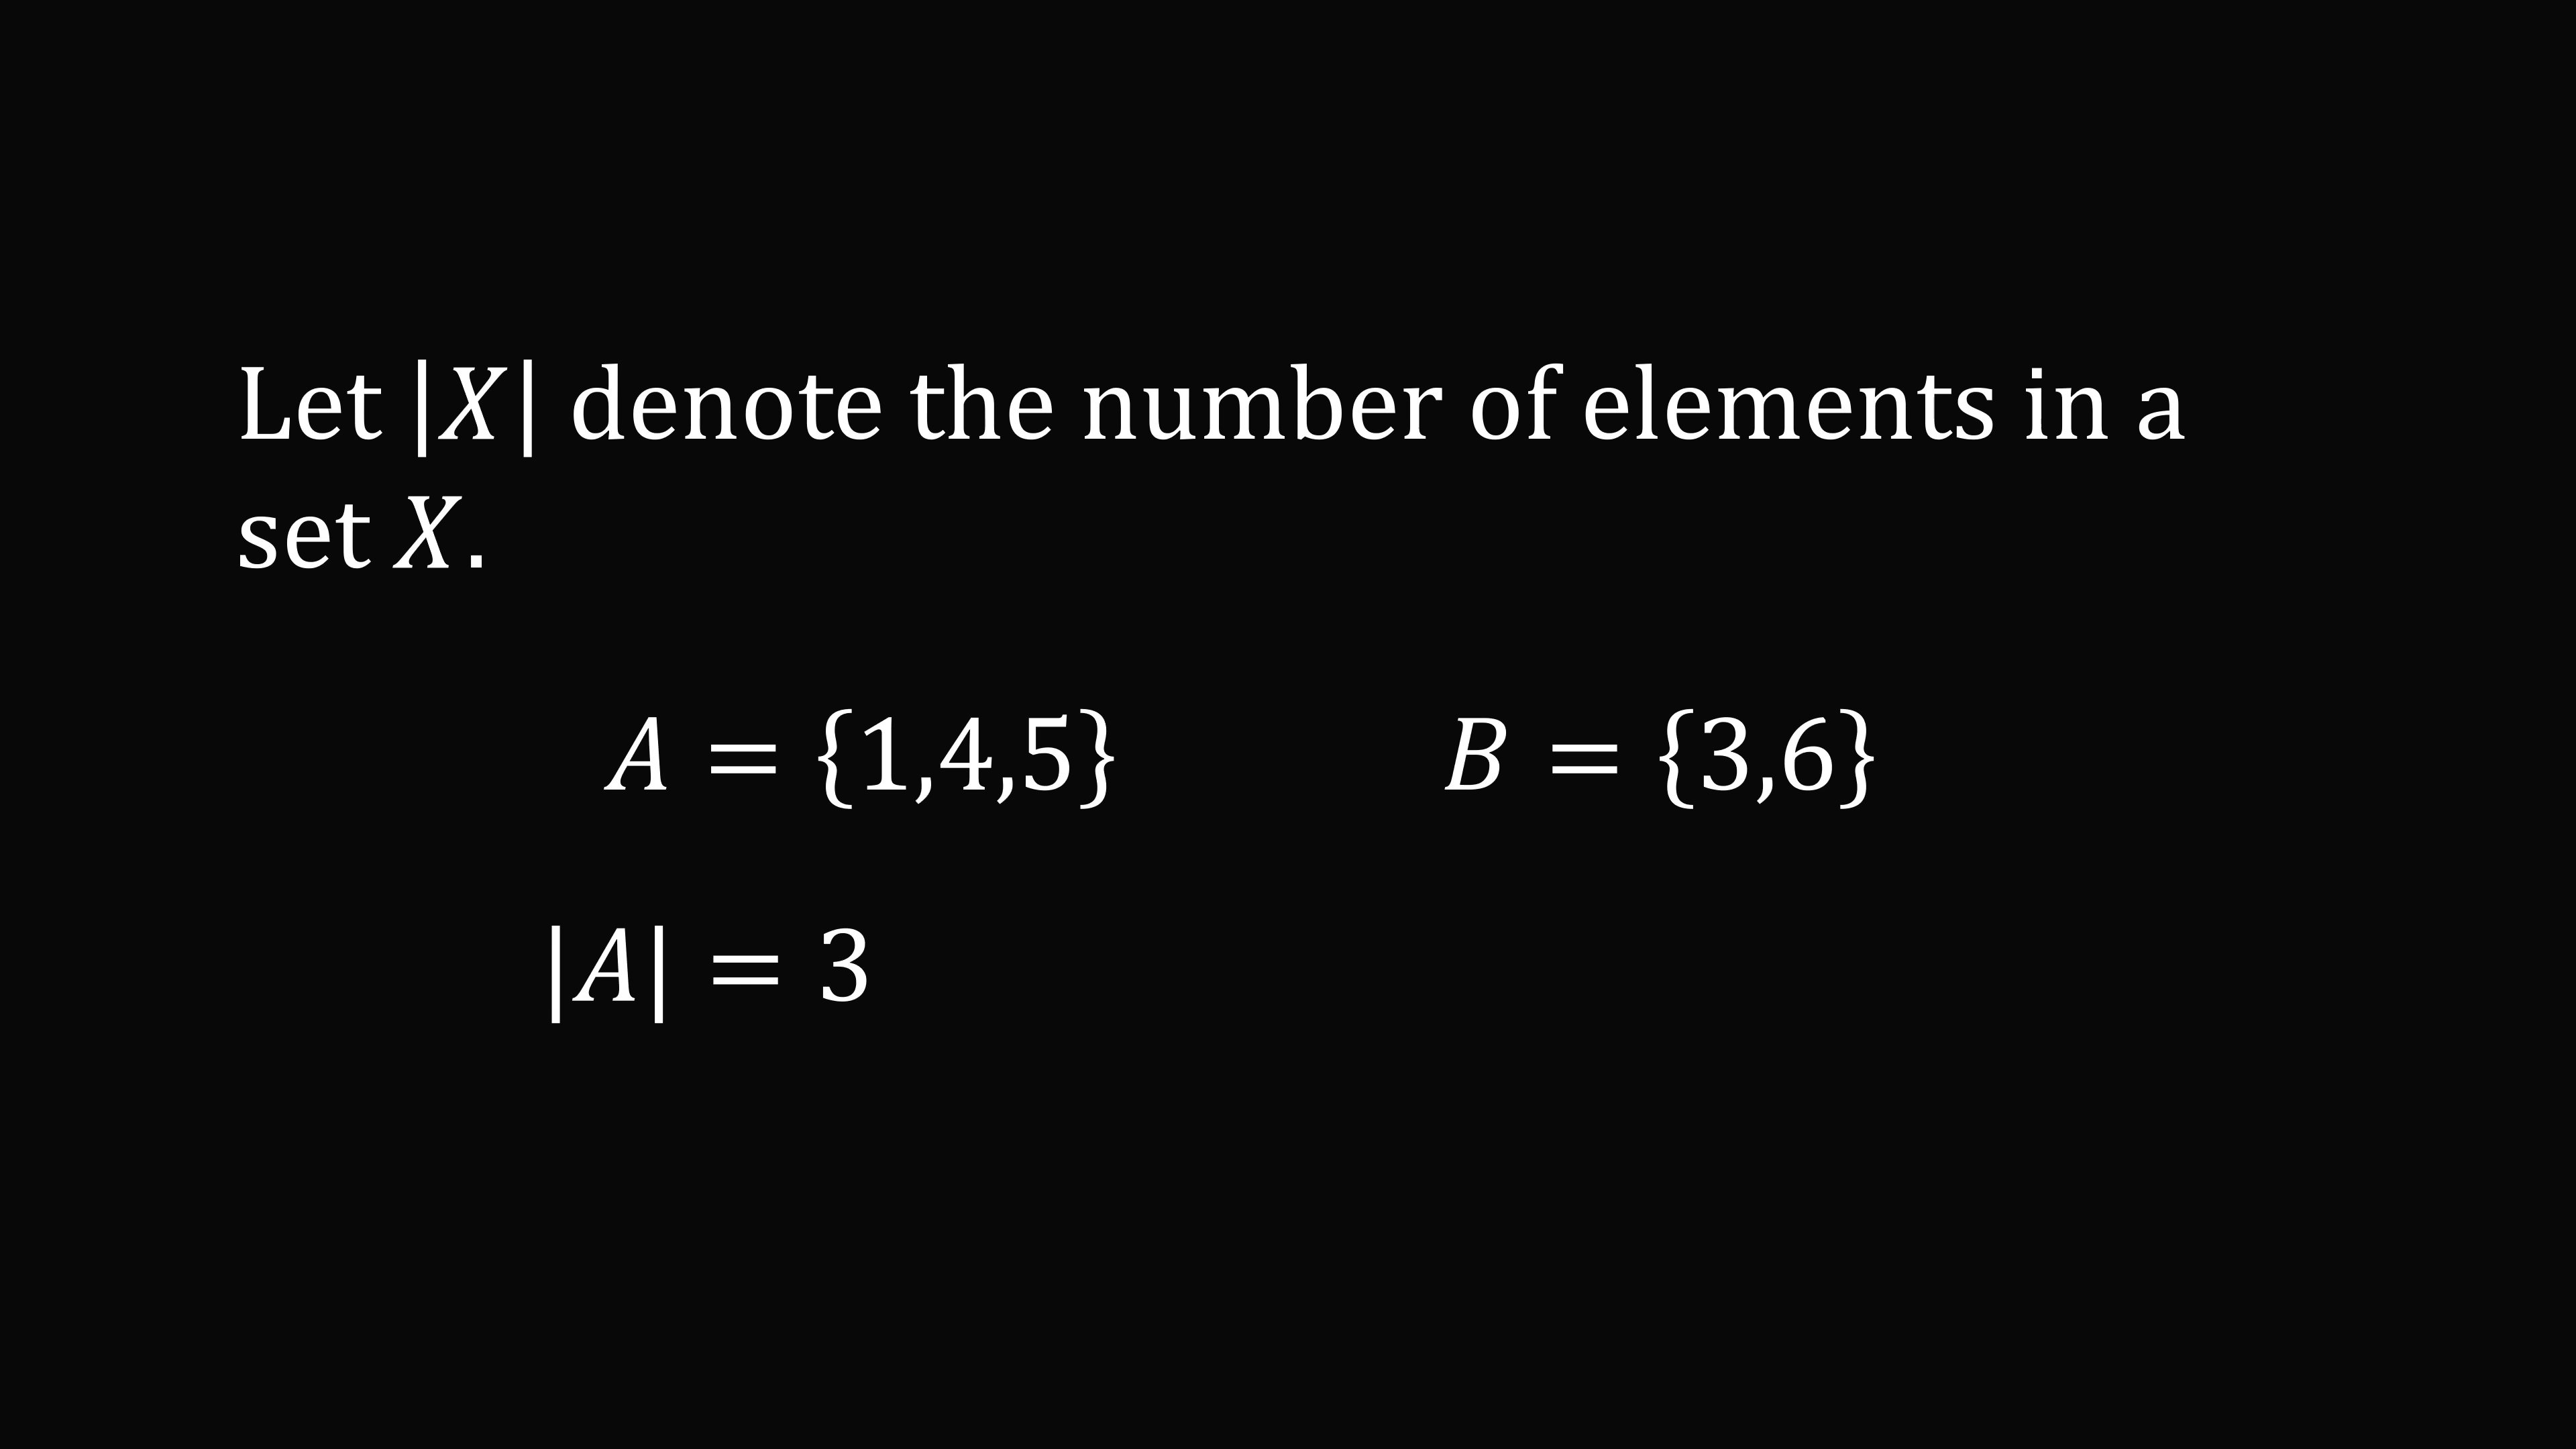 Let |X| denote the number of elements in a
set X.
A = {1,4,5} B = {3,6}
|A| = 3